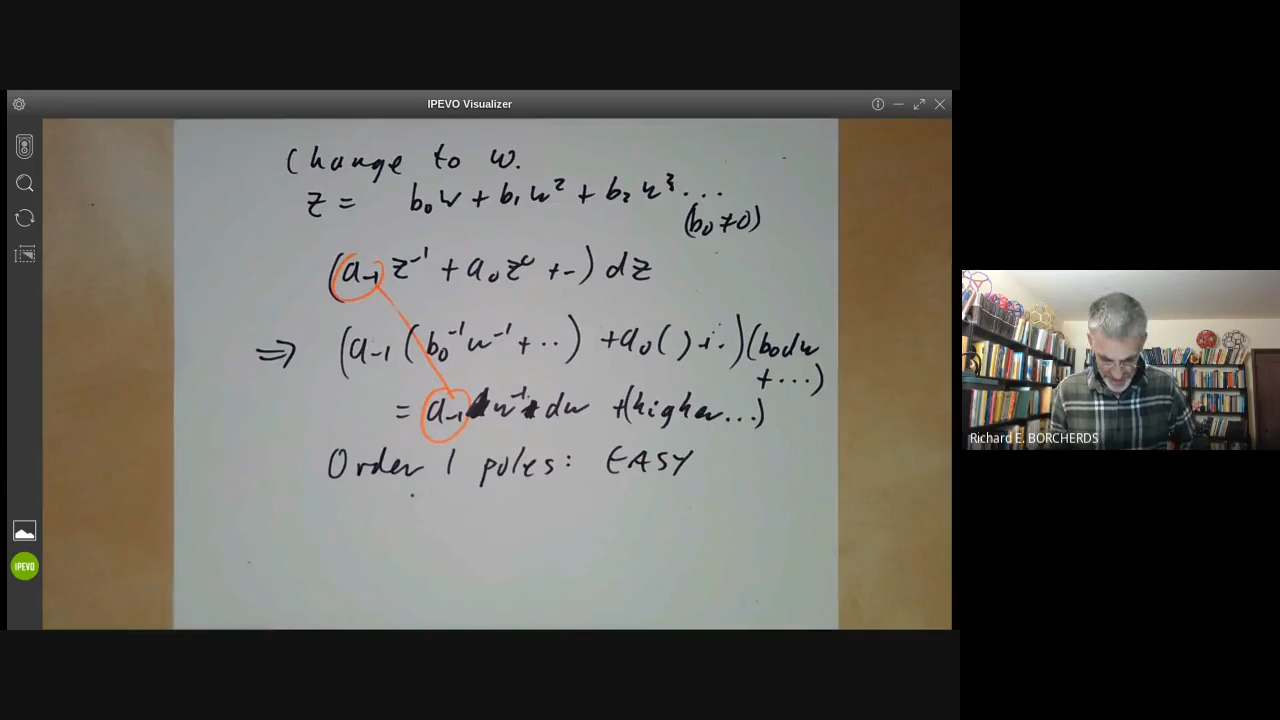 IPEVO Visualizer
Change to w.
z = b₀w + b₁w² + b₂w³...
(b₀≠0)
(a₋₁ z⁻¹ + a₀z⁰ + -) dz
⇒ (a₋₁ (b₀⁻¹w⁻¹ + ..) + a₀( ) + ..)(b₀dw
+ ...)
= a₋₁ w⁻¹ dw + (higher...)
Order 1 poles: EASY
Richard E. BORCHERDS
IPEVO